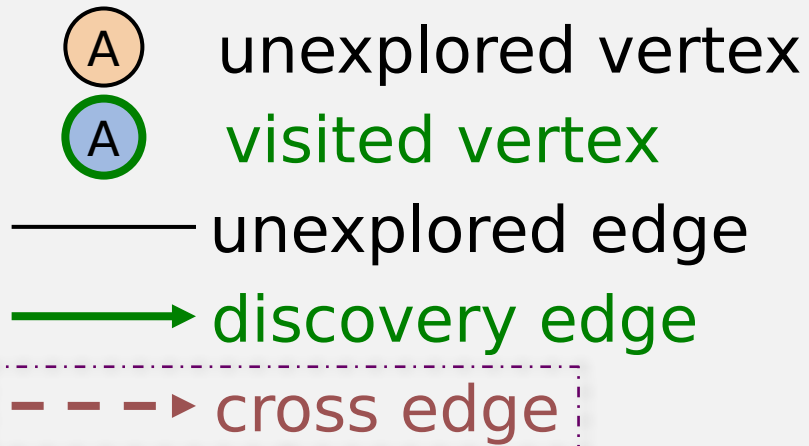 A unexplored vertex
A visited vertex
unexplored edge
discovery edge
cross edge